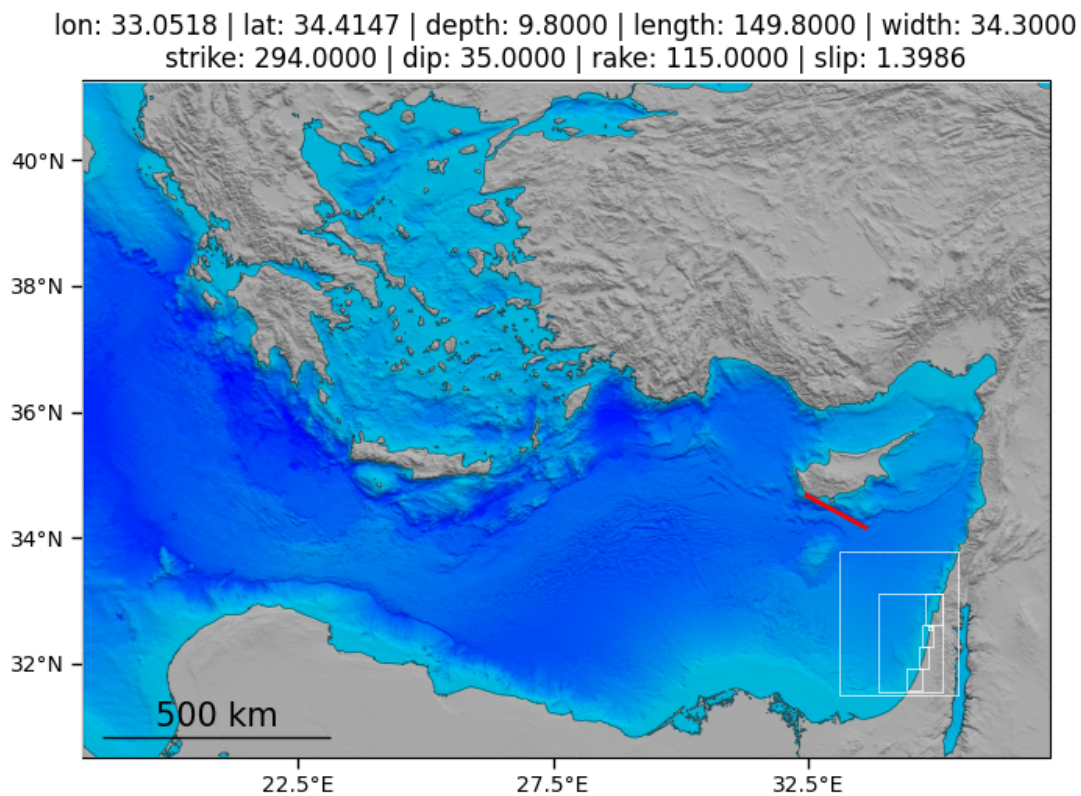 lon: 33.0518 | lat: 34.4147 | depth: 9.8000 | length: 149.8000 | width: 34.3000
strike: 294.0000 | dip: 35.0000 | rake: 115.0000 | slip: 1.3986
40°N
38°N
36°N
34°N
32°N
500 km
22.5°E 27.5°E 32.5°E